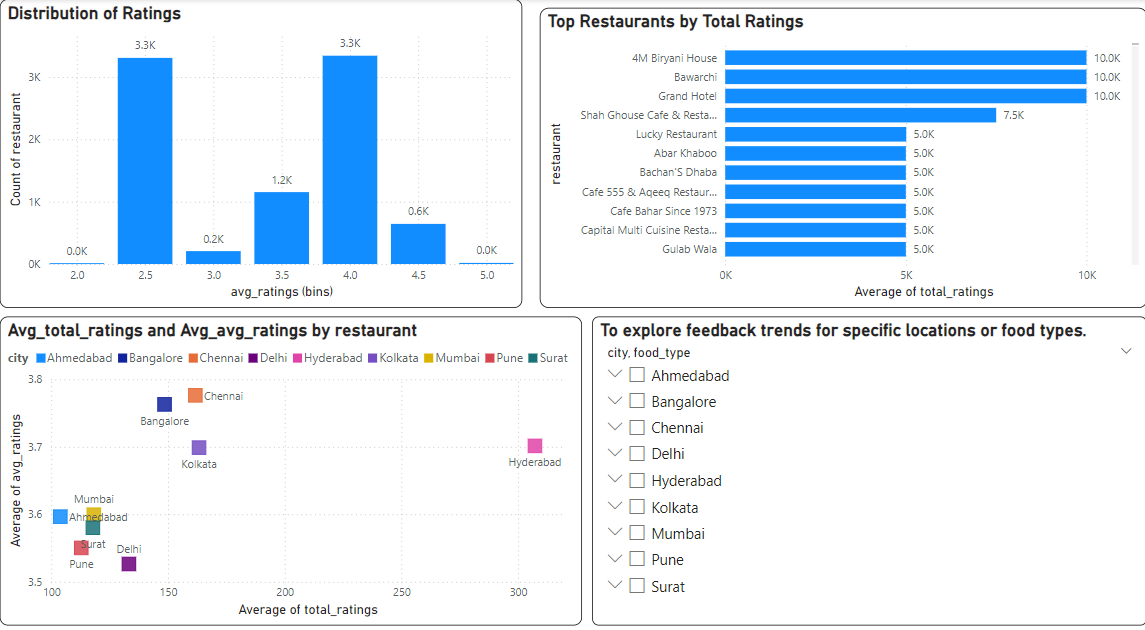 Distribution of Ratings
Count of restaurant
3K
2K
1K
0K
0.0K
3.3K
0.2K
1.2K
3.3K
0.6K
0.0K
2.0
2.5
3.0
3.5
4.0
4.5
5.0
avg_ratings (bins)
Top Restaurants by Total Ratings
restaurant
4M Biryani House 10.0K
Bawarchi 10.0K
Grand Hotel 10.0K
Shah Ghouse Cafe & Resta... 7.5K
Lucky Restaurant 5.0K
Abar Khaboo 5.0K
Bachan'S Dhaba 5.0K
Cafe 555 & Aqeeq Restaur... 5.0K
Cafe Bahar Since 1973 5.0K
Capital Multi Cuisine Resta... 5.0K
Gulab Wala 5.0K
0K 5K 10K
Average of total_ratings
Avg_total_ratings and Avg_avg_ratings by restaurant
city Ahmedabad Bangalore Chennai Delhi Hyderabad Kolkata Mumbai Pune Surat
Average of avg_ratings
3.8
3.7
3.6
3.5
Chennai
Bangalore
Kolkata
Hyderabad
Mumbai
Ahmedabad
Surat
Delhi
Pune
100 150 200 250 300
Average of total_ratings
To explore feedback trends for specific locations or food types.
city, food_type
Ahmedabad
Bangalore
Chennai
Delhi
Hyderabad
Kolkata
Mumbai
Pune
Surat